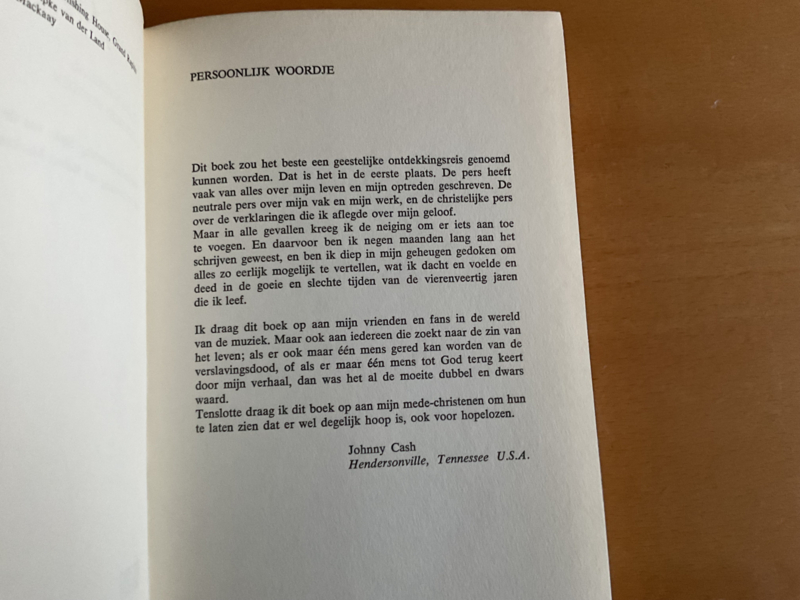 shing House, Grand Rapids
pke van der Land
Mackaay
PERSOONLIJK WOORDJE
Dit boek zou het beste een geestelijke ontdekkingsreis genoemd
kunnen worden. Dat is het in de eerste plaats. De pers heeft
vaak van alles over mijn leven en mijn optreden geschreven. De
neutrale pers over mijn vak en mijn werk, en de christelijke pers
over de verklaringen die ik aflegde over mijn geloof.
Maar in alle gevallen kreeg ik de neiging om er iets aan toe
te voegen. En daarvoor ben ik negen maanden lang aan het
schrijven geweest, en ben ik diep in mijn geheugen gedoken om
alles zo eerlijk mogelijk te vertellen, wat ik dacht en voelde en
deed in de goeie en slechte tijden van de vierenveertig jaren
die ik leef.
Ik draag dit boek op aan mijn vrienden en fans in de wereld
van de muziek. Maar ook aan iedereen die zoekt naar de zin van
het leven; als er ook maar één mens gered kan worden van de
verslavingsdood, of als er maar één mens tot God terug keert
door mijn verhaal, dan was het al de moeite dubbel en dwars
waard.
Tenslotte draag ik dit boek op aan mijn mede-christenen om hun
te laten zien dat er wel degelijk hoop is, ook voor hopelozen.
Johnny Cash
Hendersonville, Tennessee U.S.A.